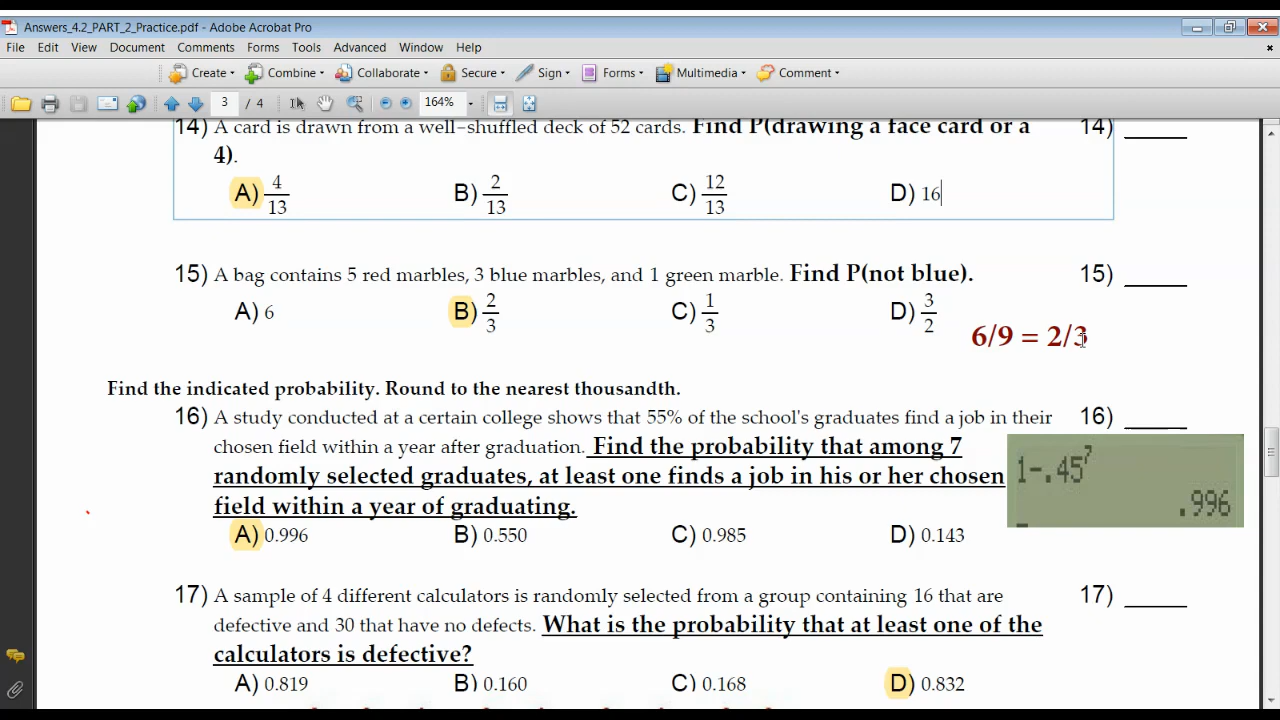 Answers_4.2_PART_2_Practice.pdf - Adobe Acrobat Pro
File Edit View Document Comments Forms Tools Advanced Window Help
Create Combine Collaborate Secure Sign Forms Multimedia Comment
3 / 4 164%
14) A card is drawn from a well-shuffled deck of 52 cards. Find P(drawing a face card or a 14) ______
4).
A) 4/13 B) 2/13 C) 12/13 D) 16
15) A bag contains 5 red marbles, 3 blue marbles, and 1 green marble. Find P(not blue). 15) ______
A) 6 B) 2/3 C) 1/3 D) 3/2
6/9 = 2/3
Find the indicated probability. Round to the nearest thousandth.
16) A study conducted at a certain college shows that 55% of the school's graduates find a job in their 16) ______
chosen field within a year after graduation. Find the probability that among 7
randomly selected graduates, at least one finds a job in his or her chosen
field within a year of graduating.
1-.45⁷
.996
A) 0.996 B) 0.550 C) 0.985 D) 0.143
17) A sample of 4 different calculators is randomly selected from a group containing 16 that are 17) ______
defective and 30 that have no defects. What is the probability that at least one of the
calculators is defective?
A) 0.819 B) 0.160 C) 0.168 D) 0.832